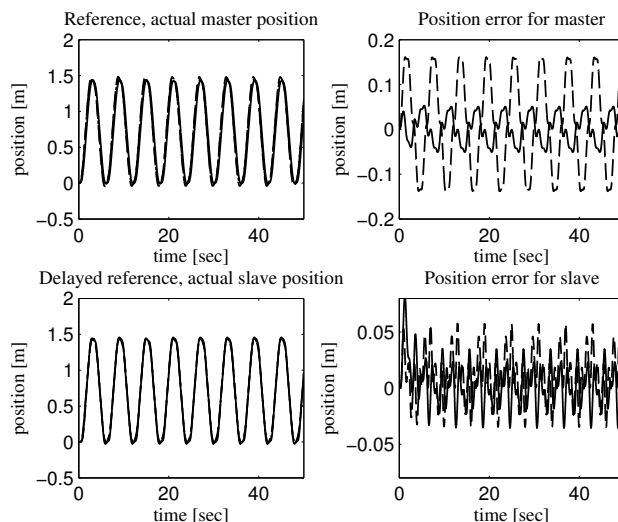 Reference, actual master position
2
1.5
1
0.5
0
−0.5
position [m]
0
20
40
time [sec]
Position error for master
0.2
0.1
0
−0.1
−0.2
position [m]
0
20
40
time [sec]
Delayed reference, actual slave position
2
1.5
1
0.5
0
−0.5
position [m]
0
20
40
time [sec]
Position error for slave
0.05
0
−0.05
position [m]
0
20
40
time [sec]